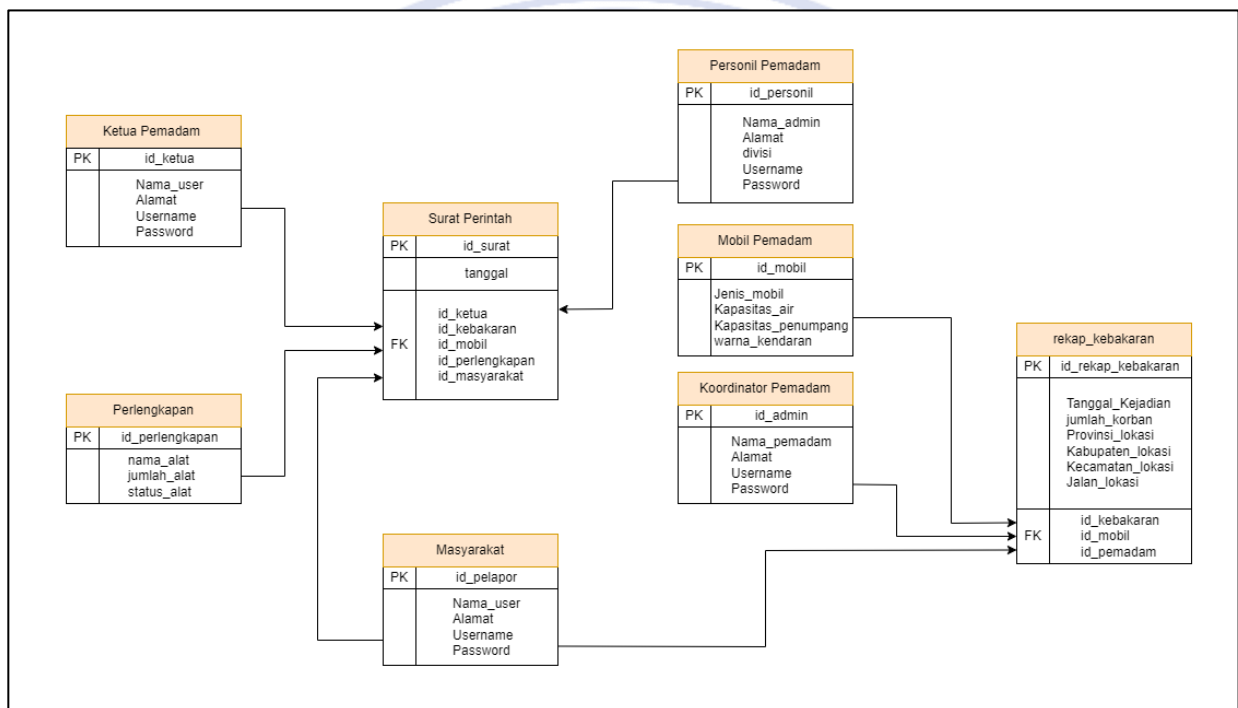 Ketua Pemadam
PK
id_ketua
Nama_user
Alamat
Username
Password
Perlengkapan
PK
id_perlengkapan
nama_alat
jumlah_alat
status_alat
Surat Perintah
PK
id_surat
tanggal
FK
id_ketua
id_kebakaran
id_mobil
id_perlengkapan
id_masyarakat
Masyarakat
PK
id_pelapor
Nama_user
Alamat
Username
Password
Personil Pemadam
PK
id_personil
Nama_admin
Alamat
divisi
Username
Password
Mobil Pemadam
PK
id_mobil
Jenis_mobil
Kapasitas_air
Kapasitas_penumpang
warna_kendaran
Koordinator Pemadam
PK
id_admin
Nama_pemadam
Alamat
Username
Password
rekap_kebakaran
PK
id_rekap_kebakaran
Tanggal_Kejadian
jumlah_korban
Provinsi_lokasi
Kabupaten_lokasi
Kecamatan_lokasi
Jalan_lokasi
FK
id_kebakaran
id_mobil
id_pemadam